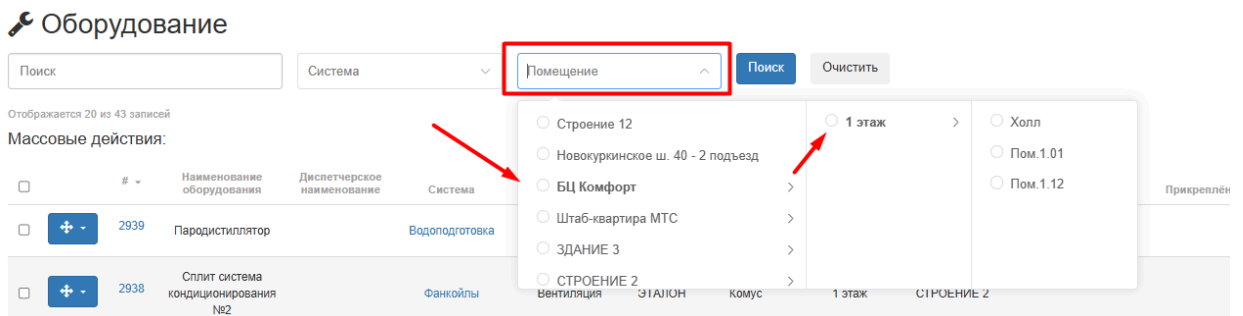 Оборудование
Поиск
Система
Помещение
Поиск
Очистить
Отображается 20 из 43 записей
Массовые действия:
Строение 12
Новокуркинское ш. 40 - 2 подъезд
БЦ Комфорт
Штаб-квартира МТС
ЗДАНИЕ 3
СТРОЕНИЕ 2
1 этаж
Холл
Пом.1.01
Пом.1.12
#
Наименование оборудования
Диспетчерское наименование
Система
2939
Пародистиллятор
Водоподготовка
2938
Сплит система
кондиционирования
№2
Фанкойлы
Вентиляция
ЭТАЛОН
Комус
1 этаж
СТРОЕНИЕ 2